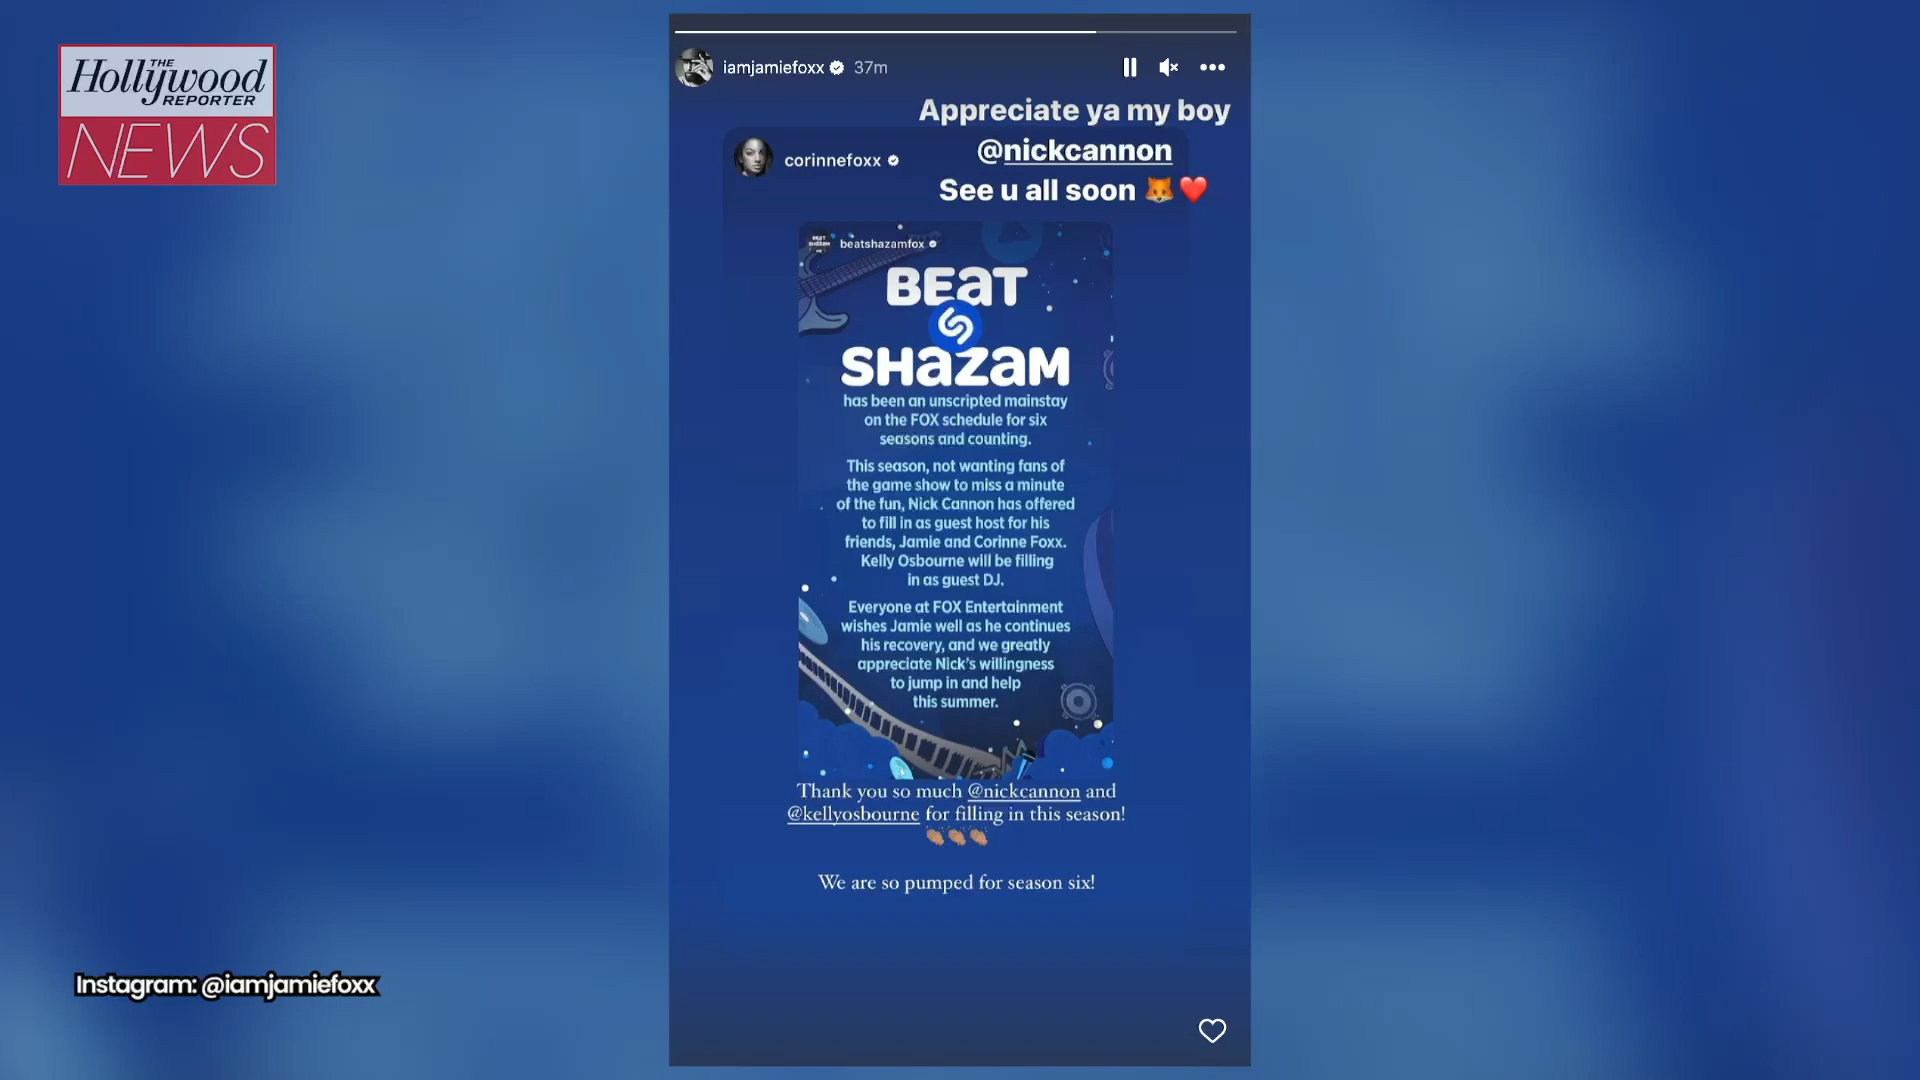 THE
Hollywood
REPORTER
NEWS
iamjamiefoxx 37m
Appreciate ya my boy
@nickcannon
See u all soon 🦊❤️
corinnefoxx
BEAT
SHAZAM
beatshazamfox
BEAT
SHAZAM
has been an unscripted mainstay
on the FOX schedule for six
seasons and counting.
This season, not wanting fans of
the game show to miss a minute
of the fun, Nick Cannon has offered
to fill in as guest host for his
friends, Jamie and Corinne Foxx.
Kelly Osbourne will be filling
in as guest DJ.
Everyone at FOX Entertainment
wishes Jamie well as he continues
his recovery, and we greatly
appreciate Nick's willingness
to jump in and help
this summer.
Thank you so much @nickcannon and
@kellyosbourne for filling in this season!
👏🏽👏🏽👏🏽
We are so pumped for season six!
Instagram: @iamjamiefoxx